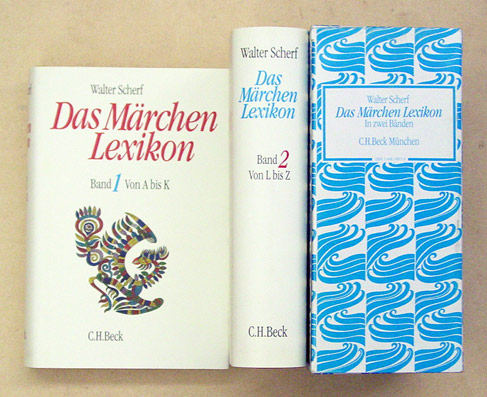 Walter Scherf
Das Märchen
Lexikon
Band 1 Von A bis K
C.H.Beck
Walter Scherf
Das
Märchen
Lexikon
Band 2
Von L bis Z
C.H.Beck
Walter Scherf
Das Märchen Lexikon
In zwei Bänden
C.H.Beck München